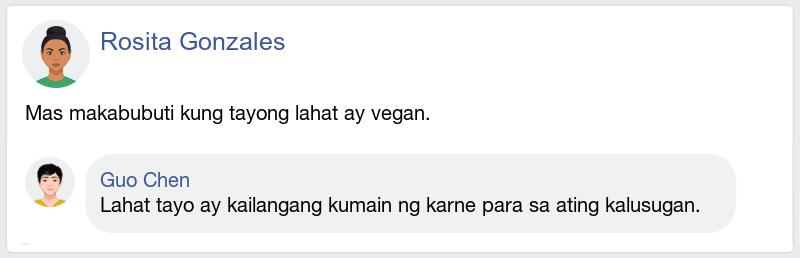 Rosita Gonzales
Mas makabubuti kung tayong lahat ay vegan.
Guo Chen
Lahat tayo ay kailangang kumain ng karne para sa ating kalusugan.